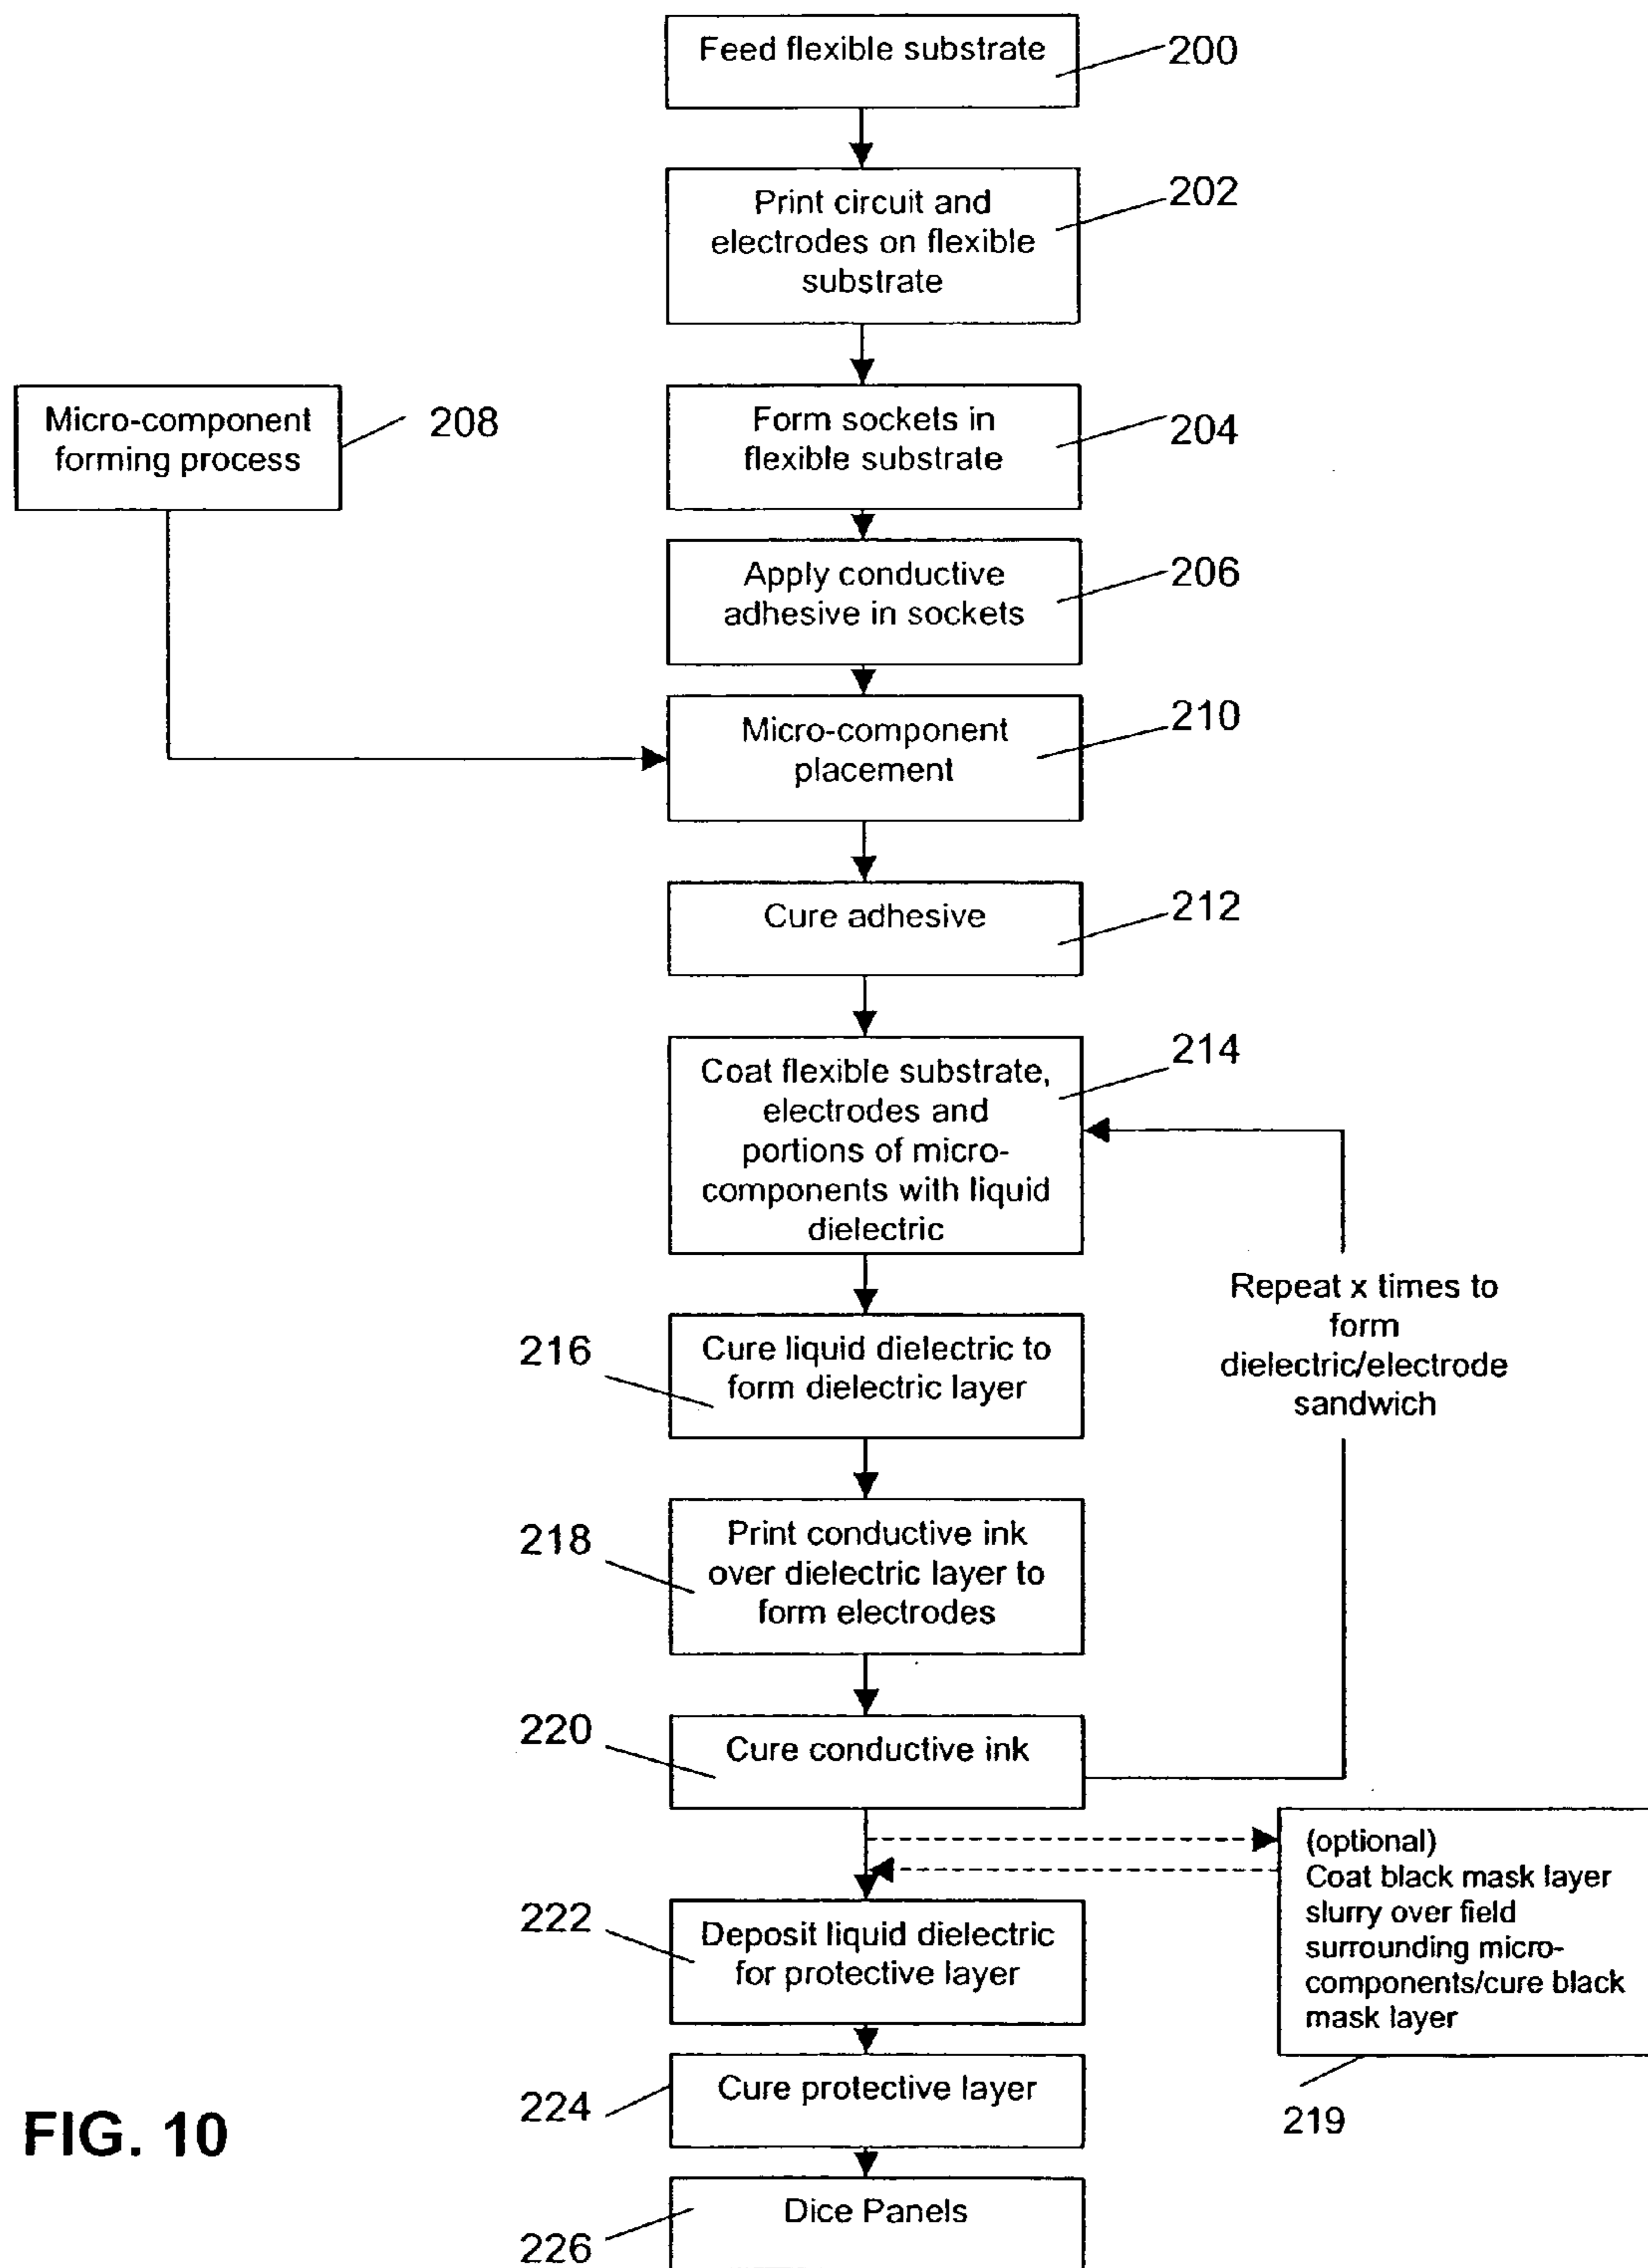 Feed flexible substrate
200
Print circuit and
electrodes on flexible
substrate
202
Micro-component
forming process
208
Form sockets in
flexible substrate
204
Apply conductive
adhesive in sockets
206
Micro-component
placement
210
Cure adhesive
212
Coat flexible substrate,
electrodes and
portions of micro-
components with liquid
dielectric
214
Repeat x times to
form
dielectric/electrode
sandwich
216
Cure liquid dielectric to
form dielectric layer
218
Print conductive ink
over dielectric layer to
form electrodes
220
Cure conductive ink
(optional)
Coat black mask layer
slurry over field
surrounding micro-
components/cure black
mask layer
219
222
Deposit liquid dielectric
for protective layer
224
Cure protective layer
226
Dice Panels
FIG. 10